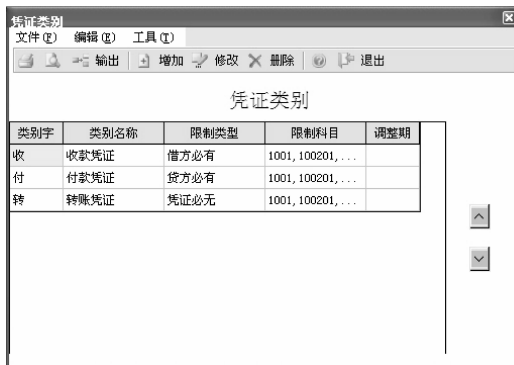 凭证类别
文件(F) 编辑(E) 工具(T)
输出 增加 修改 删除 退出
凭证类别
类别字 类别名称 限制类型 限制科目 调整期
收 收款凭证 借方必有 1001,100201,...
付 付款凭证 贷方必有 1001,100201,...
转 转账凭证 凭证必无 1001,100201,...